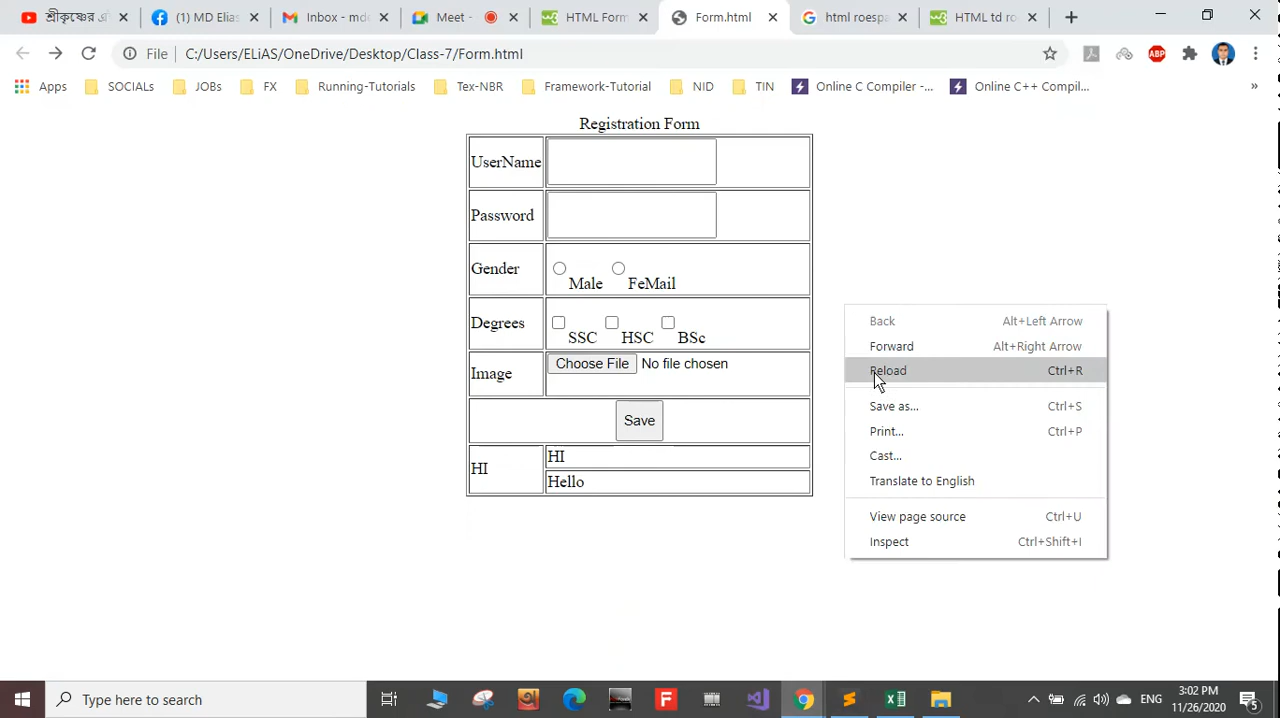 শ্রীকৃষ্ণের
(1) MD Elias
Inbox - mdc
Meet -
HTML Form
Form.html
html roespa
HTML td ro
File
C:/Users/ELiAS/OneDrive/Desktop/Class-7/Form.html
ABP
Apps
SOCIALs
JOBs
FX
Running-Tutorials
Tex-NBR
Framework-Tutorial
NID
TIN
Online C Compiler -...
Online C++ Compil...
»
Registration Form
UserName
Password
Gender
Male
FeMail
Degrees
SSC
HSC
BSc
Image
Choose File
No file chosen
Save
HI
HI
Hello
Back Alt+Left Arrow
Forward Alt+Right Arrow
Reload Ctrl+R
Save as... Ctrl+S
Print... Ctrl+P
Cast...
Translate to English
View page source Ctrl+U
Inspect Ctrl+Shift+I
Type here to search
ENG
3:02 PM
11/26/2020
5